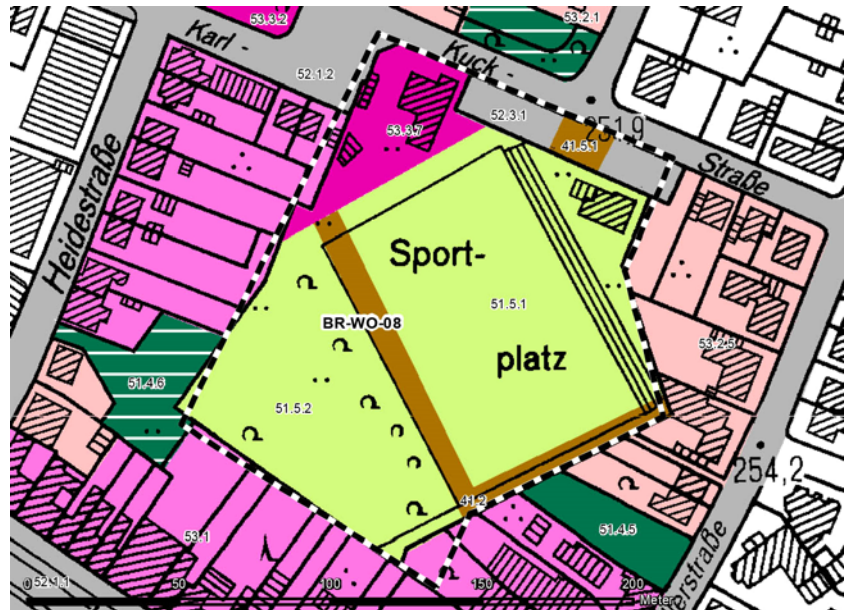 53.3.2
53.2.1
Karl -
Kuck -
52.1.2
52.3.1
251,9
53.3.7
41.5.1
Straße
Heidestraße
Sport-
51.5.1
BR-WO-08
platz
53.2.5
51.4.6
51.5.2
254,2
41.2
51.4.5
53.1
erstraße
0
52.1.1
50
100
150
200
Meter